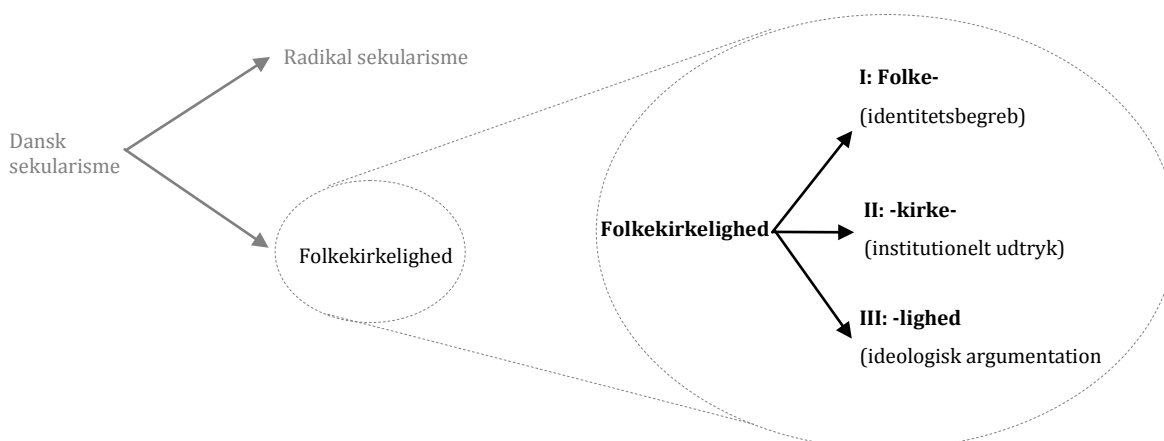 Radikal sekularisme
Dansk
sekularisme
Folkekirkelighed
Folkekirkelighed
I: Folke-
(identitetsbegreb)
II: -kirke-
(institutionelt udtryk)
III: -lighed
(ideologisk argumentation